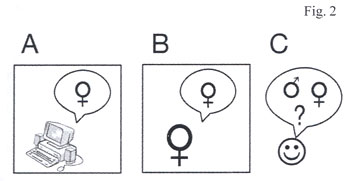 Fig. 2
A B C
♀ ♀ ♂ ♀
?
♀